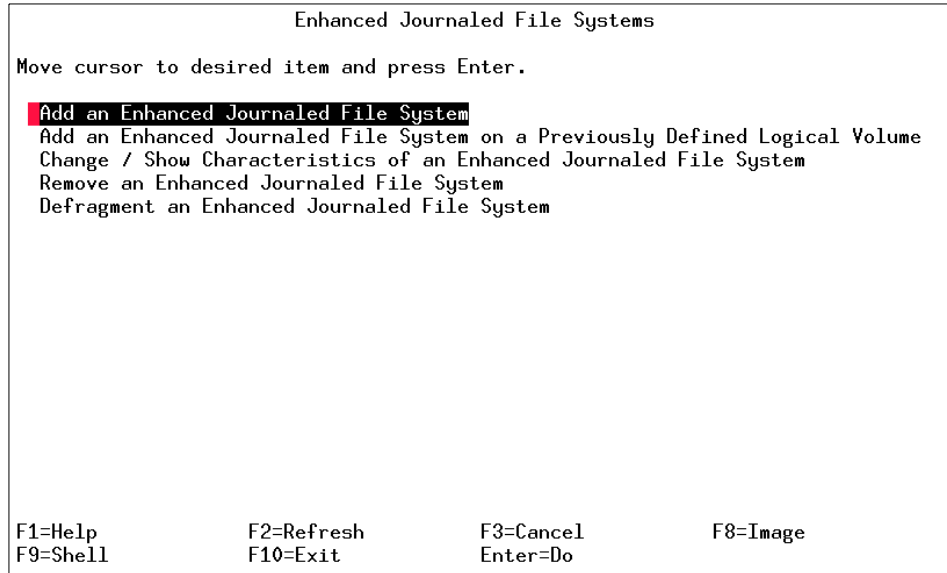 Enhanced Journaled File Systems
Move cursor to desired item and press Enter.
Add an Enhanced Journaled File System
Add an Enhanced Journaled File System on a Previously Defined Logical Volume
Change / Show Characteristics of an Enhanced Journaled File System
Remove an Enhanced Journaled File System
Defragment an Enhanced Journaled File System
F1=Help F2=Refresh F3=Cancel F8=Image
F9=Shell F10=Exit Enter=Do